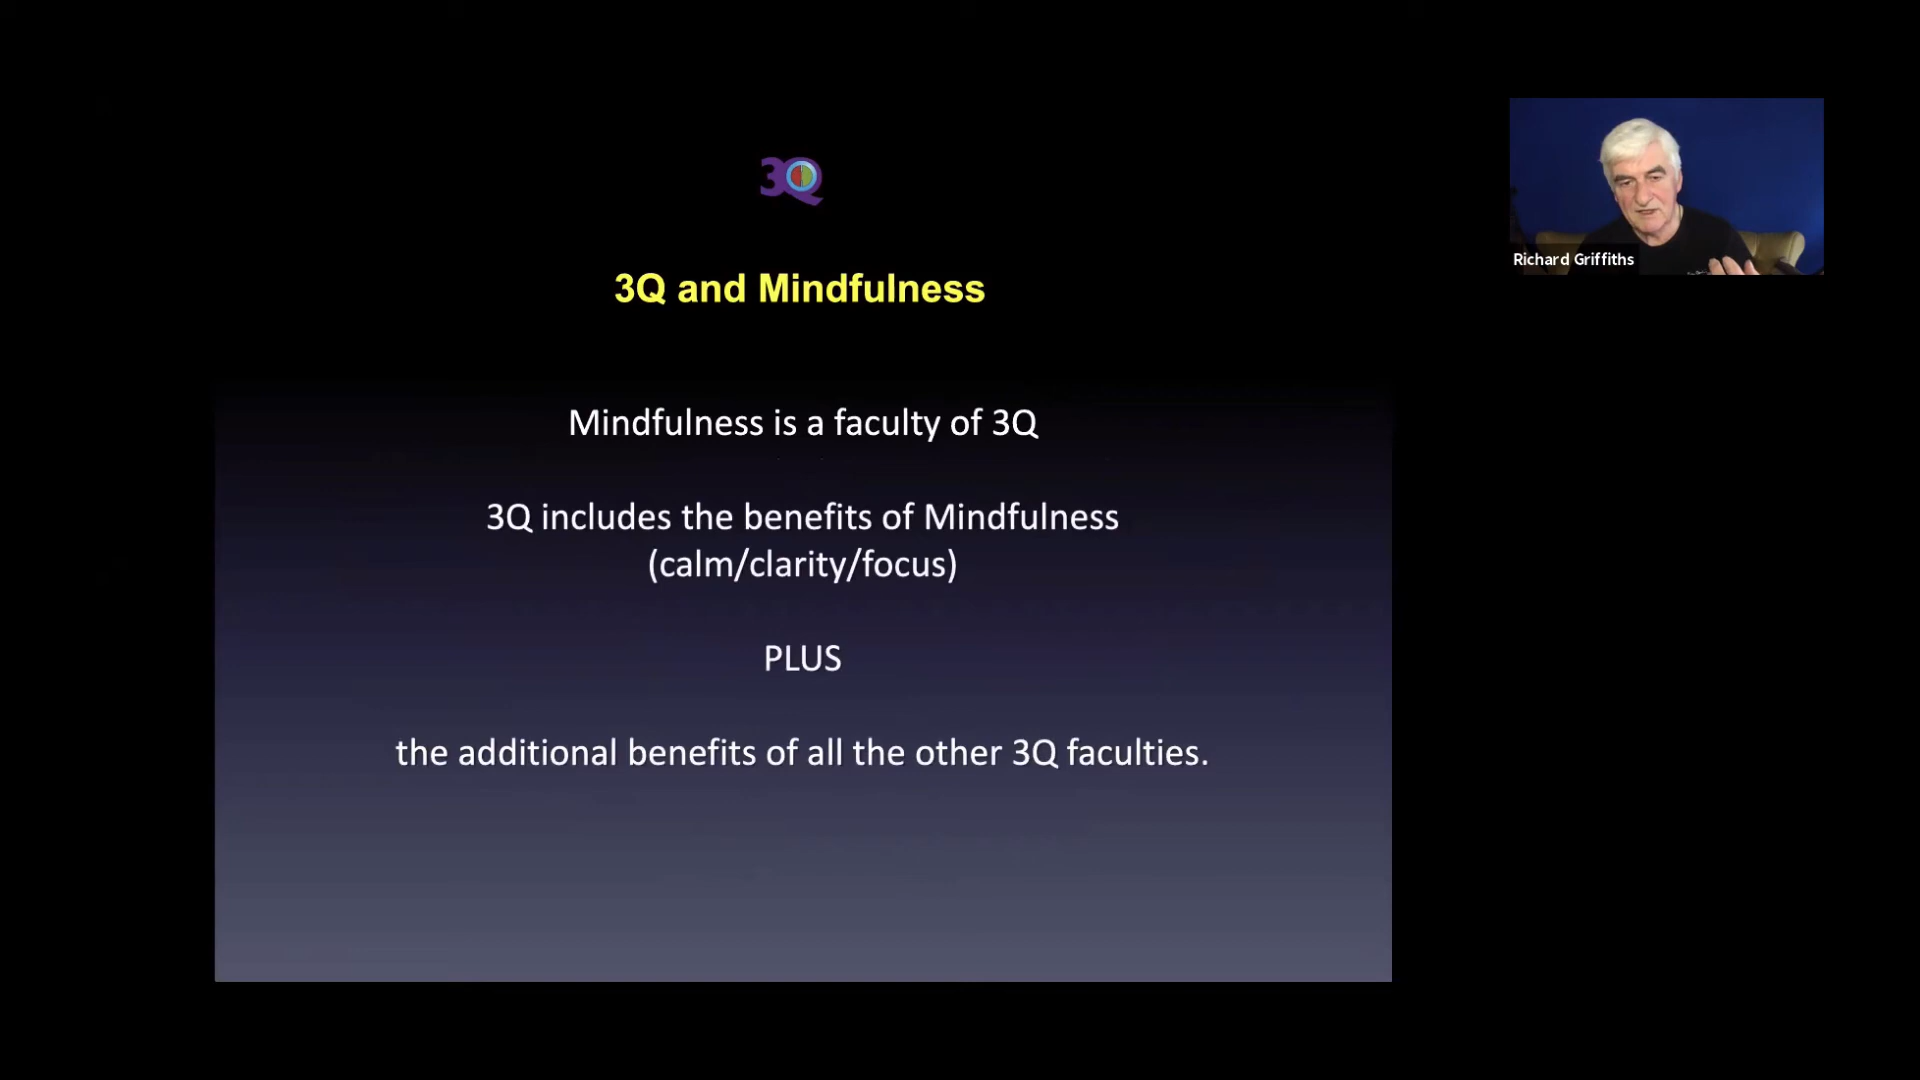 3Q
3Q and Mindfulness
Mindfulness is a faculty of 3Q
3Q includes the benefits of Mindfulness
(calm/clarity/focus)
PLUS
the additional benefits of all the other 3Q faculties.
Richard Griffiths